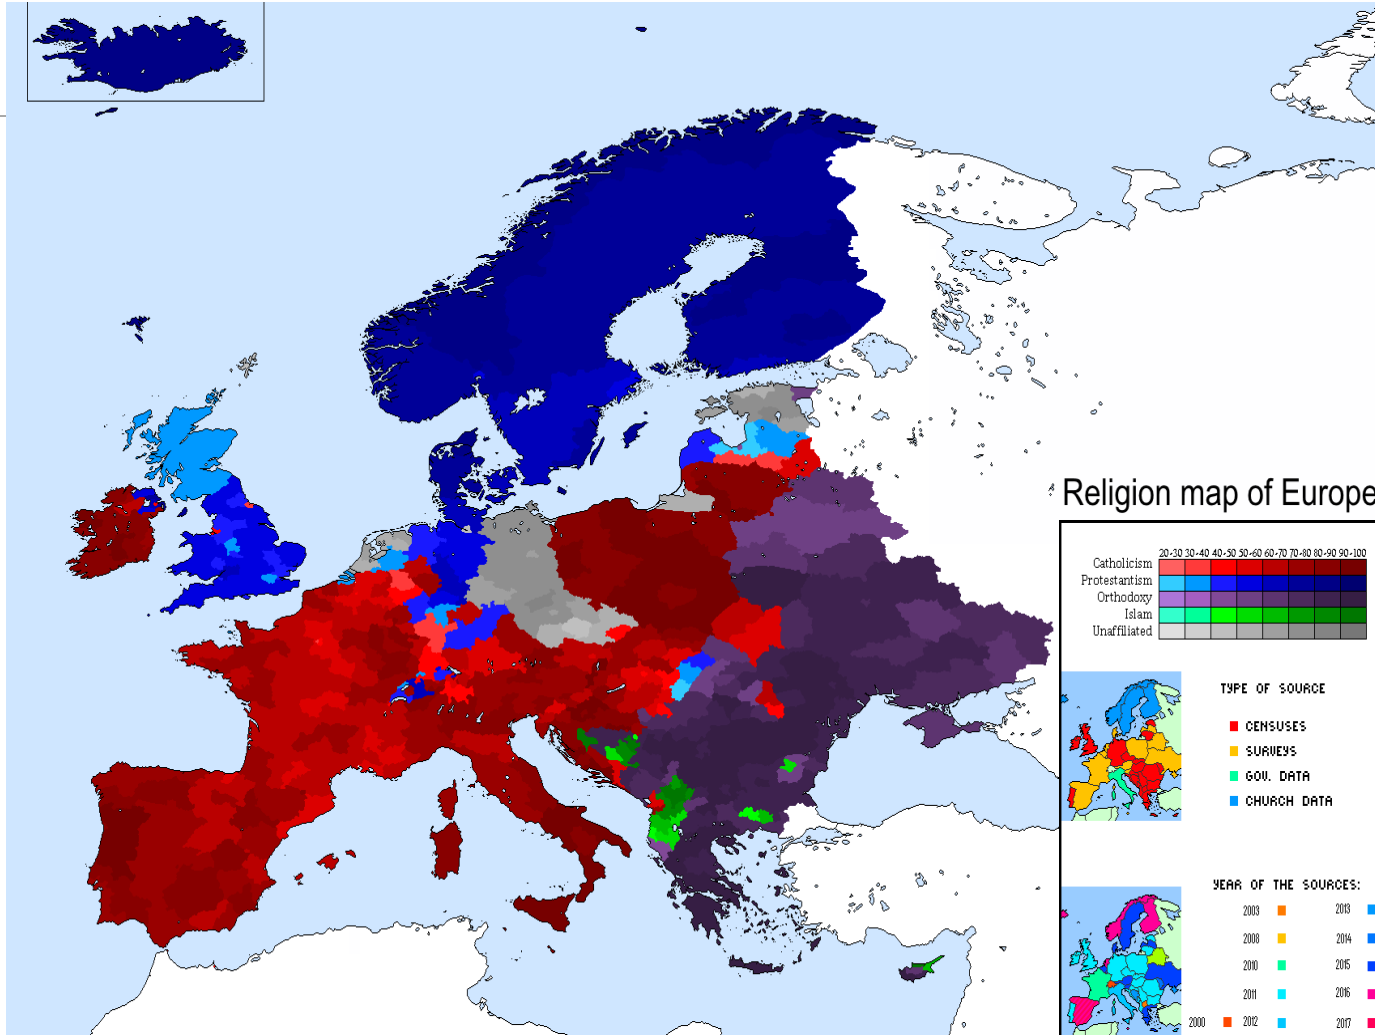 Religion map of Europe
20-30 30-40 40-50 50-60 60-70 70-80 80-90 90-100
Catholicism
Protestantism
Orthodoxy
Islam
Unaffiliated
TYPE OF SOURCE
CENSUSES
SURVEYS
GOV. DATA
CHURCH DATA
YEAR OF THE SOURCES:
2003 2013
2008 2014
2010 2015
2011 2016
2000 2012 2017